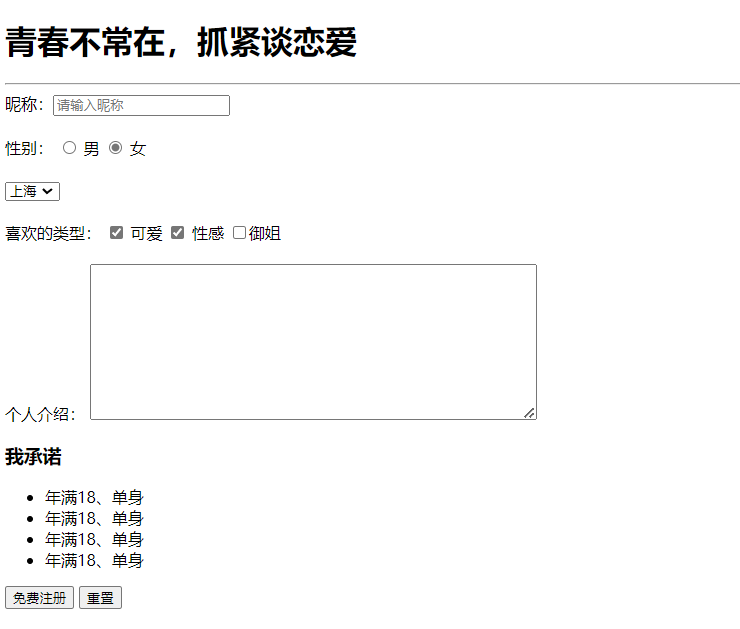 青春不常在，抓紧谈恋爱
昵称：请输入昵称
性别： 男 女
上海
喜欢的类型： 可爱 性感 御姐
个人介绍：
我承诺
年满18、单身
年满18、单身
年满18、单身
年满18、单身
免费注册 重置